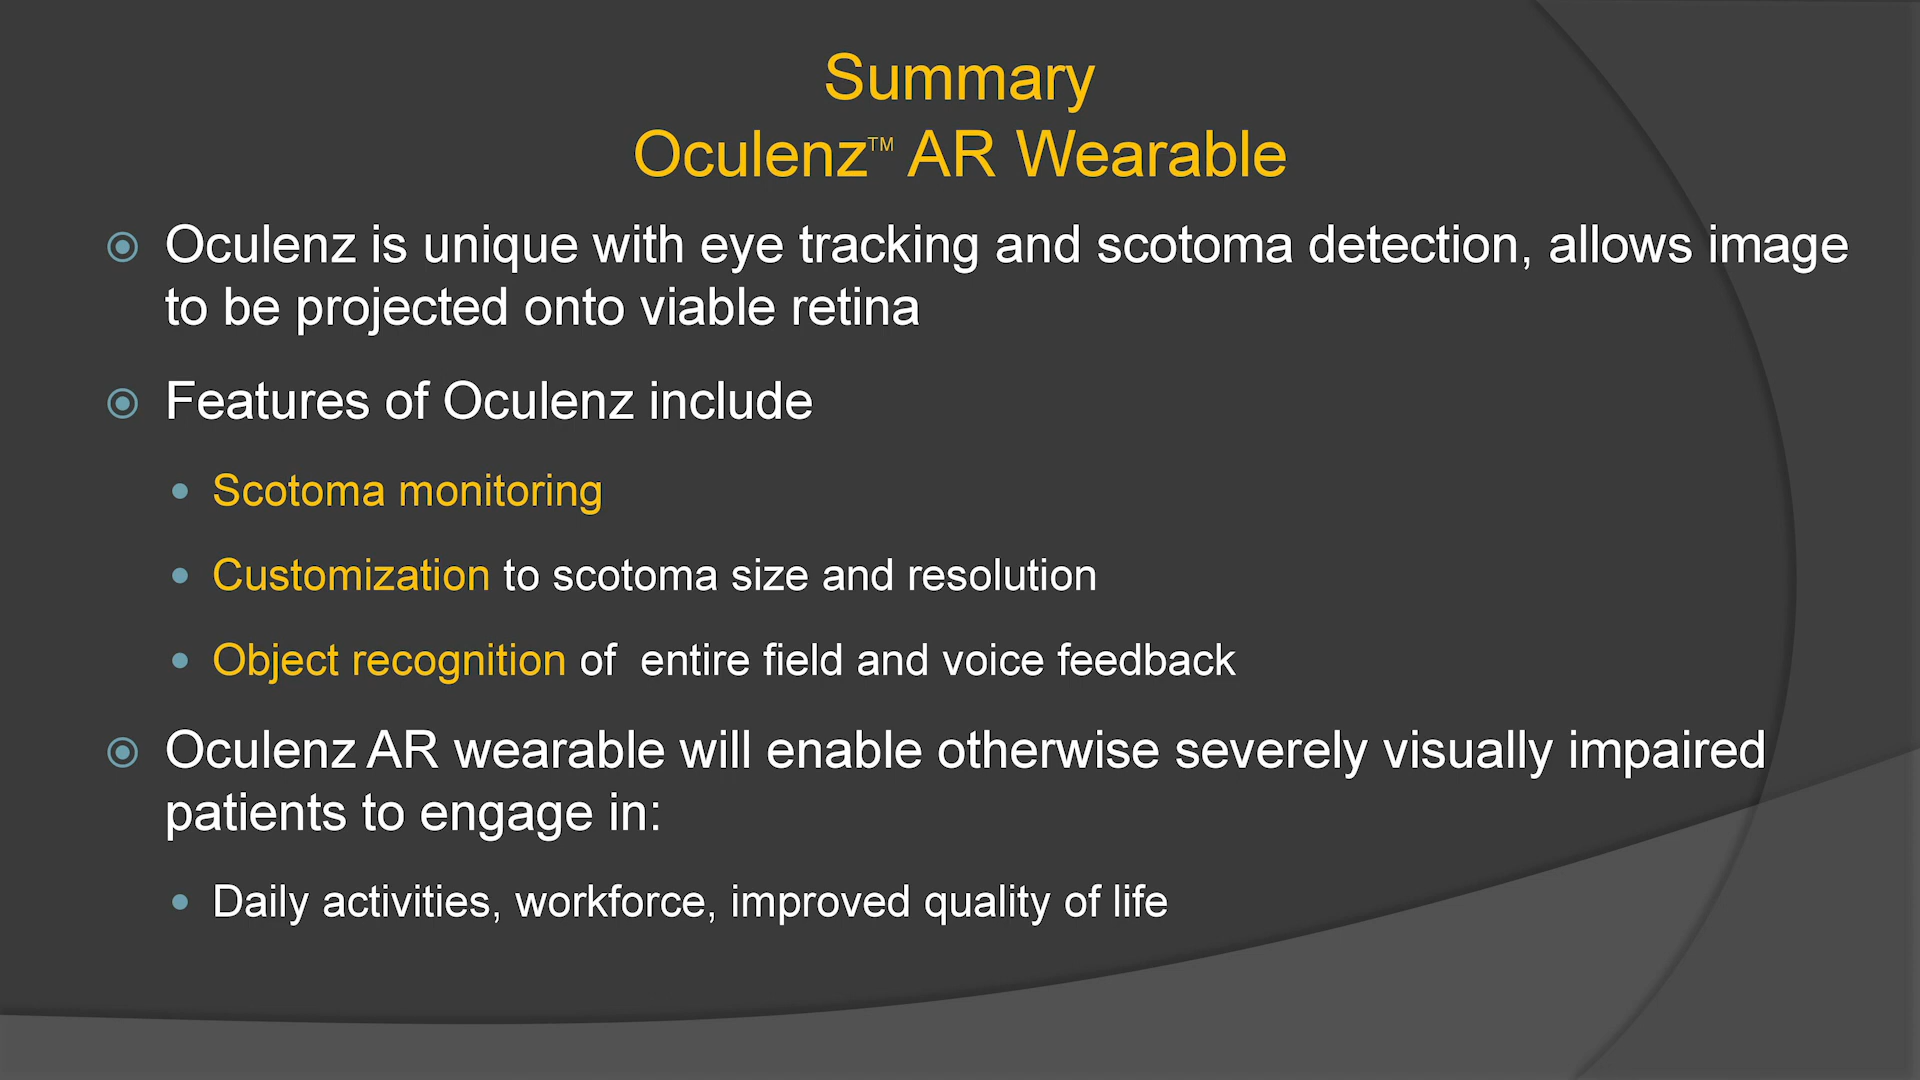 Summary
Oculenz™ AR Wearable
Oculenz is unique with eye tracking and scotoma detection, allows image
to be projected onto viable retina
Features of Oculenz include
Scotoma monitoring
Customization to scotoma size and resolution
Object recognition of  entire field and voice feedback
Oculenz AR wearable will enable otherwise severely visually impaired
patients to engage in:
Daily activities, workforce, improved quality of life